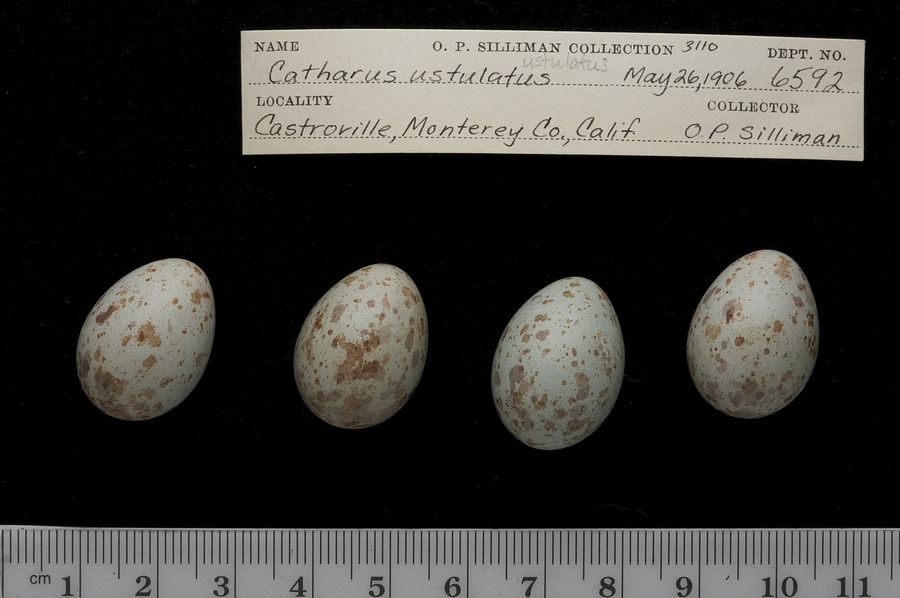 NAME O. P. SILLIMAN COLLECTION 3110 DEPT. NO.
ustulatus
Catharus ustulatus May 26, 1906 6592
LOCALITY COLLECTOR
Castroville, Monterey Co., Calif O.P. Silliman
cm 1 2 3 4 5 6 7 8 9 10 11